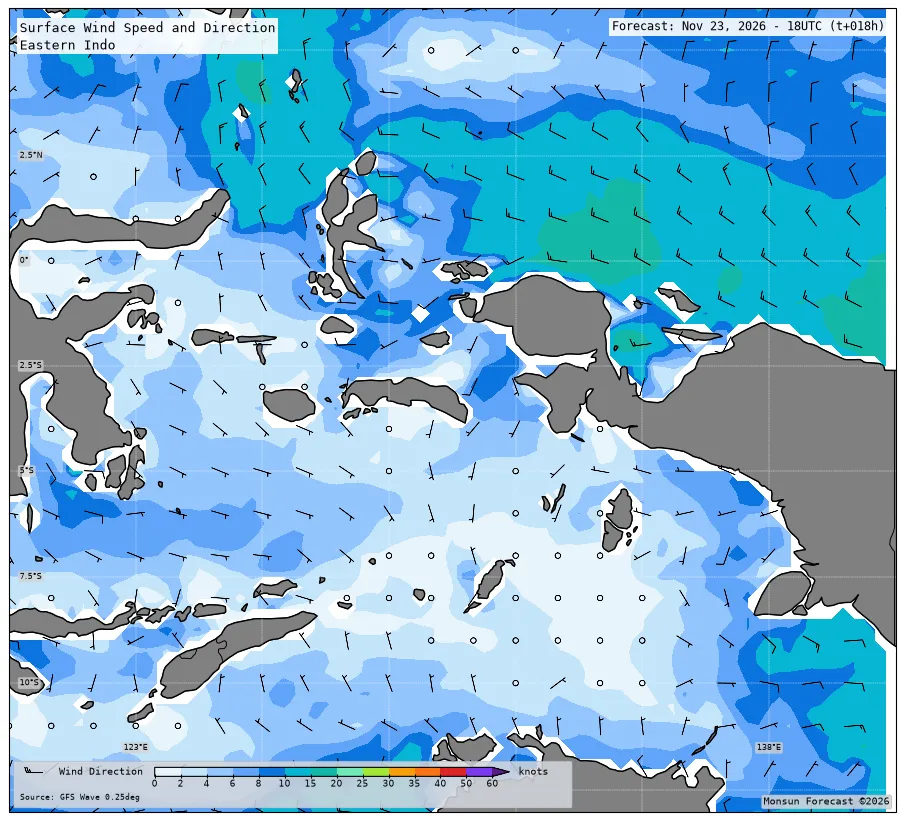 Surface Wind Speed and Direction
Eastern Indo
Forecast: Nov 23, 2026 - 18UTC (t+018h)
2.5°N
0°
2.5°S
5°S
7.5°S
10°S
123°E
138°E
Wind Direction
0 2 4 6 8 10 15 20 25 30 35 40 50 60
knots
Source: GFS Wave 0.25deg
Monsun Forecast ©2026